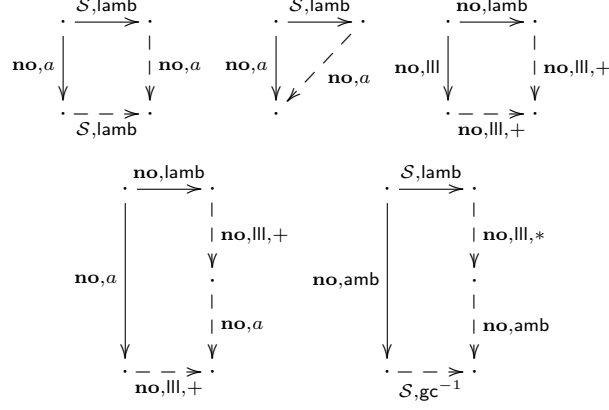 𝒮,lamb 𝒮,lamb no,lamb
no,a no,a no,a no,a no,lll no,lll,+
𝒮,lamb no,lll,+
no,lamb 𝒮,lamb
no,lll,+ no,lll,∗
no,a no,amb
no,a no,amb
no,lll,+ 𝒮,gc⁻¹